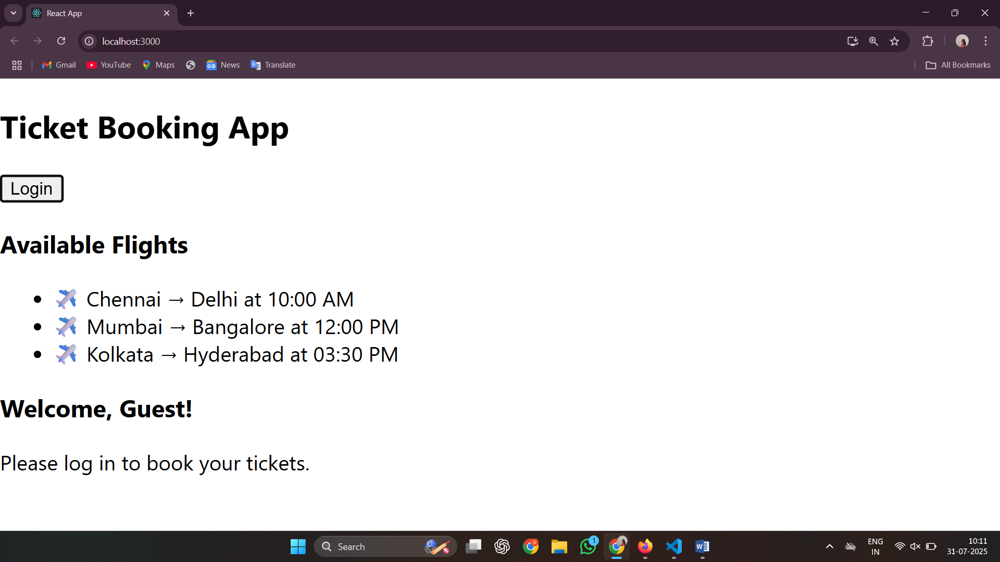 React App
localhost:3000
Gmail
YouTube
Maps
News
Translate
All Bookmarks
Ticket Booking App
Login
Available Flights
• ✈️ Chennai → Delhi at 10:00 AM
• ✈️ Mumbai → Bangalore at 12:00 PM
• ✈️ Kolkata → Hyderabad at 03:30 PM
Welcome, Guest!
Please log in to book your tickets.
Search
1
ENG
IN
10:11
31-07-2025